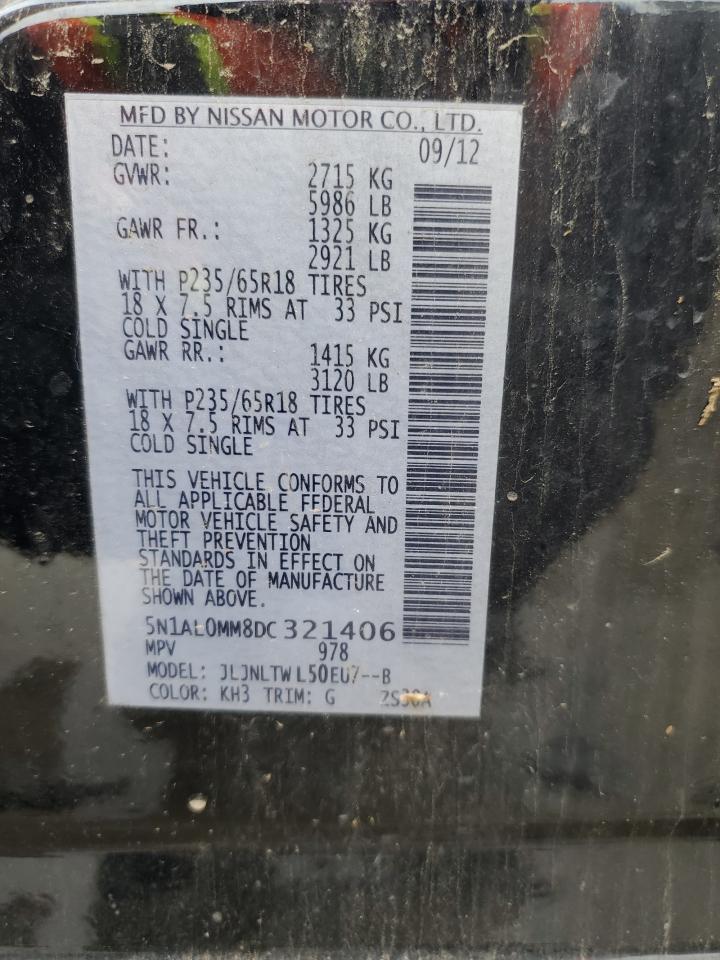 MFD BY NISSAN MOTOR CO., LTD.
DATE: 09/12
GVWR: 2715 KG
5986 LB
GAWR FR.: 1325 KG
2921 LB
WITH P235/65R18 TIRES
18 X 7.5 RIMS AT 33 PSI
COLD SINGLE
GAWR RR.: 1415 KG
3120 LB
WITH P235/65R18 TIRES
18 X 7.5 RIMS AT 33 PSI
COLD SINGLE
THIS VEHICLE CONFORMS TO
ALL APPLICABLE FEDERAL
MOTOR VEHICLE SAFETY AND
THEFT PREVENTION
STANDARDS IN EFFECT ON
THE DATE OF MANUFACTURE
SHOWN ABOVE.
5N1AL0MM8DC 321406
MPV 978
MODEL: JLJNLTWL50EU7--B
COLOR: KH3 TRIM: G